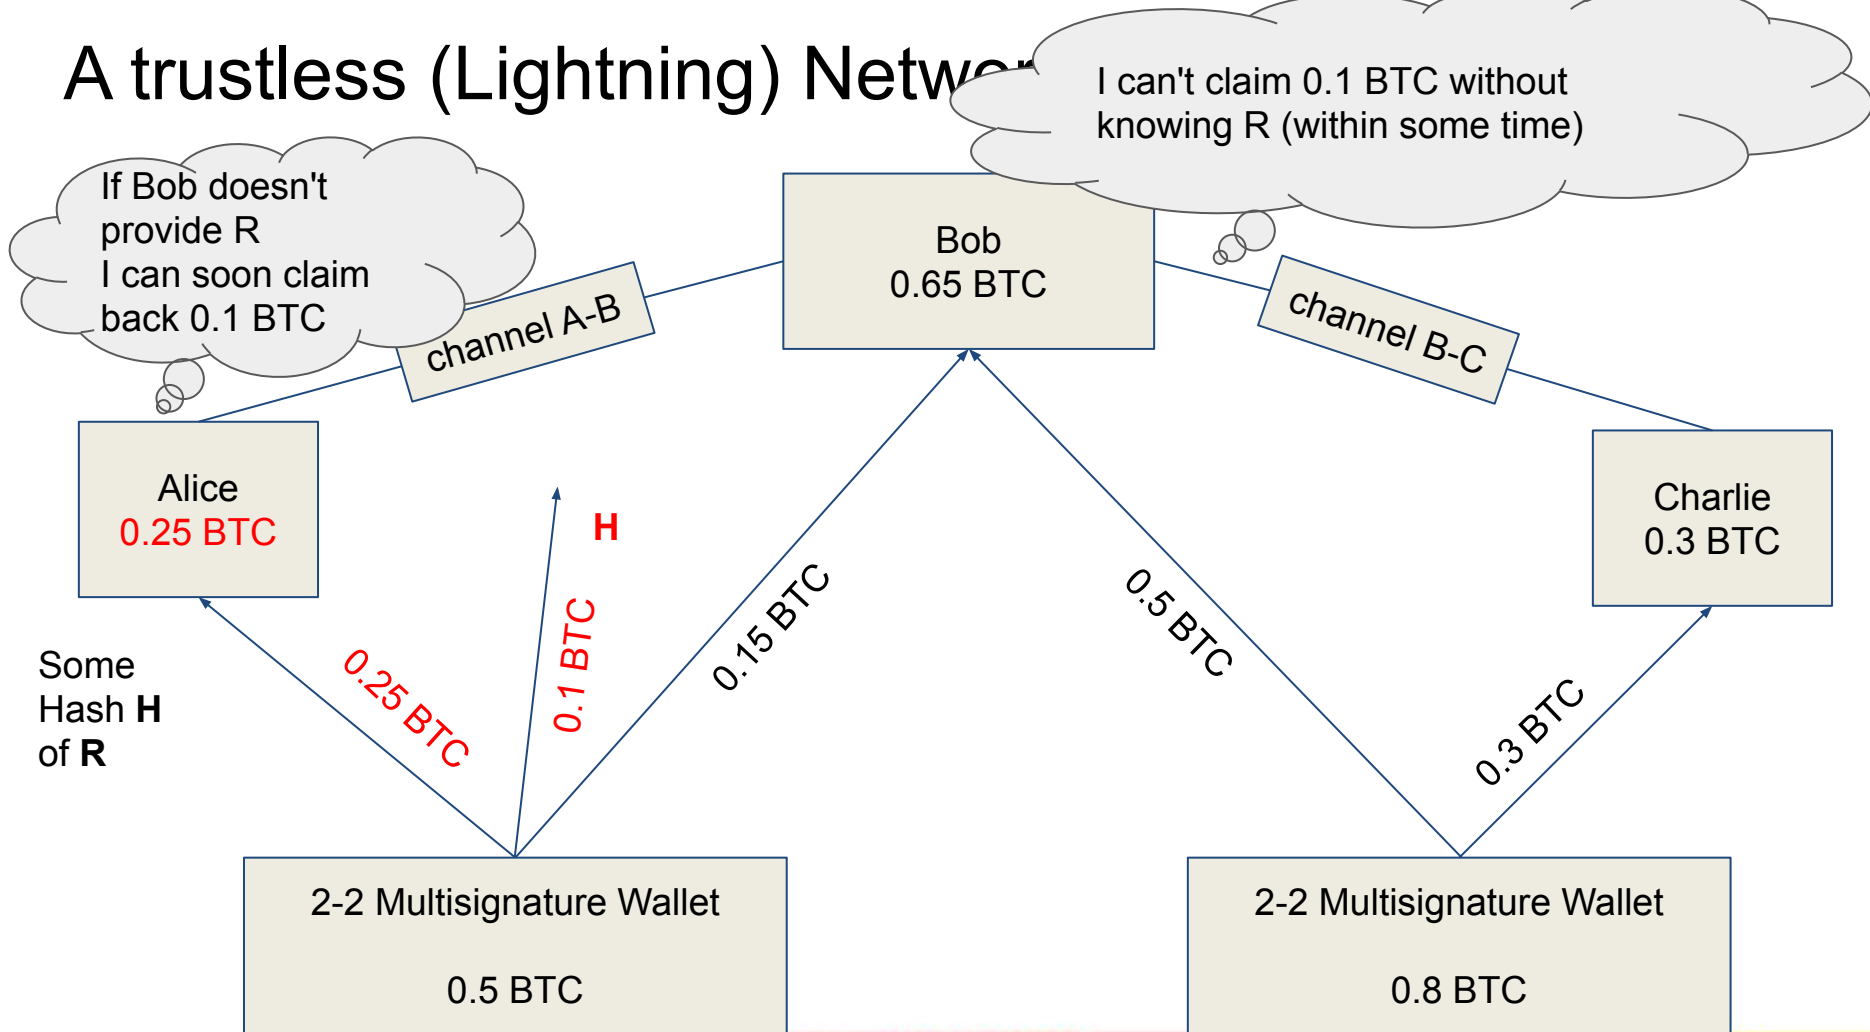 A trustless (Lightning) Networ
I can't claim 0.1 BTC without
knowing R (within some time)
If Bob doesn't
provide R
I can soon claim
back 0.1 BTC
Bob
0.65 BTC
channel A-B
channel B-C
Alice
0.25 BTC
Charlie
0.3 BTC
H
0.1 BTC
0.15 BTC
0.5 BTC
0.25 BTC
0.3 BTC
Some
Hash H
of R
2-2 Multisignature Wallet
0.5 BTC
2-2 Multisignature Wallet
0.8 BTC